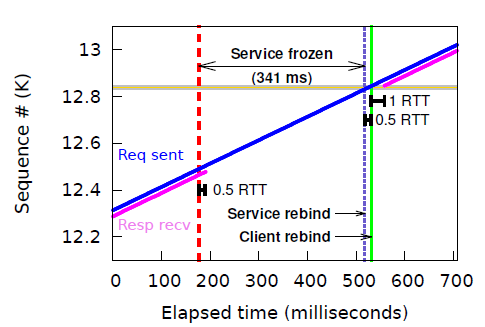 Sequence # (K)
13
12.8
12.6
12.4
12.2
Service frozen
(341 ms)
1 RTT
0.5 RTT
Req sent
0.5 RTT
Resp recv
Service rebind
Client rebind
0 100 200 300 400 500 600 700
Elapsed time (milliseconds)